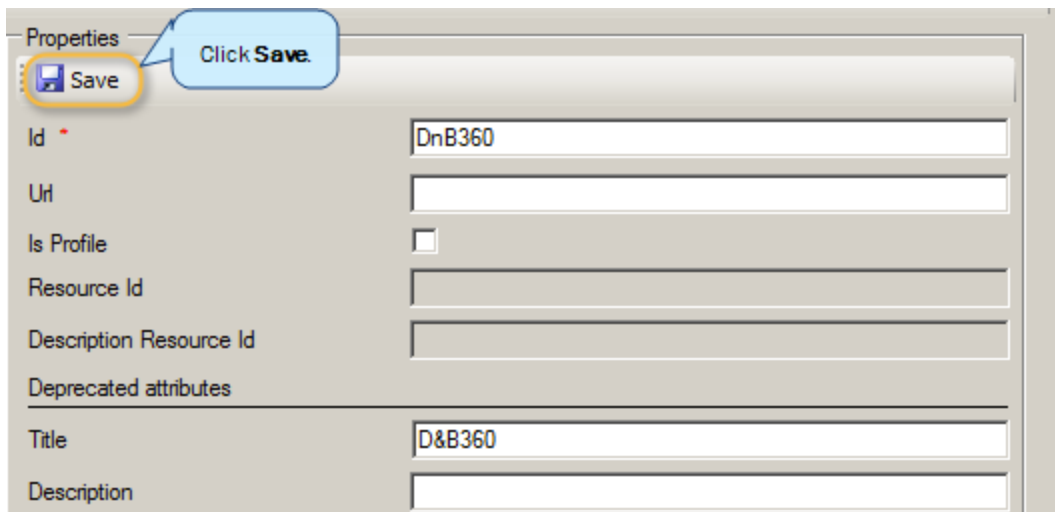 Properties
Click Save.
Save
Id *
DnB360
Url
Is Profile
Resource Id
Description Resource Id
Deprecated attributes
Title
D&B360
Description